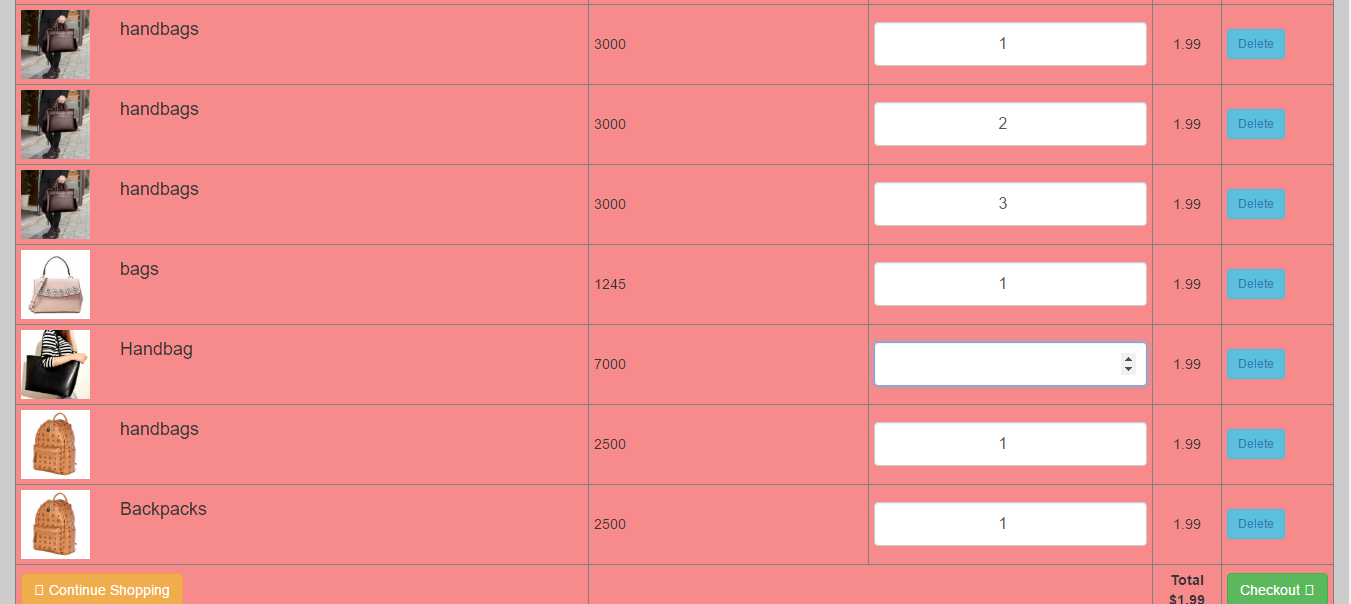 handbags 3000 1 1.99 Delete
handbags 3000 2 1.99 Delete
handbags 3000 3 1.99 Delete
bags 1245 1 1.99 Delete
Handbag 7000 1.99 Delete
handbags 2500 1 1.99 Delete
Backpacks 2500 1 1.99 Delete
Continue Shopping Total Checkout
$1.99